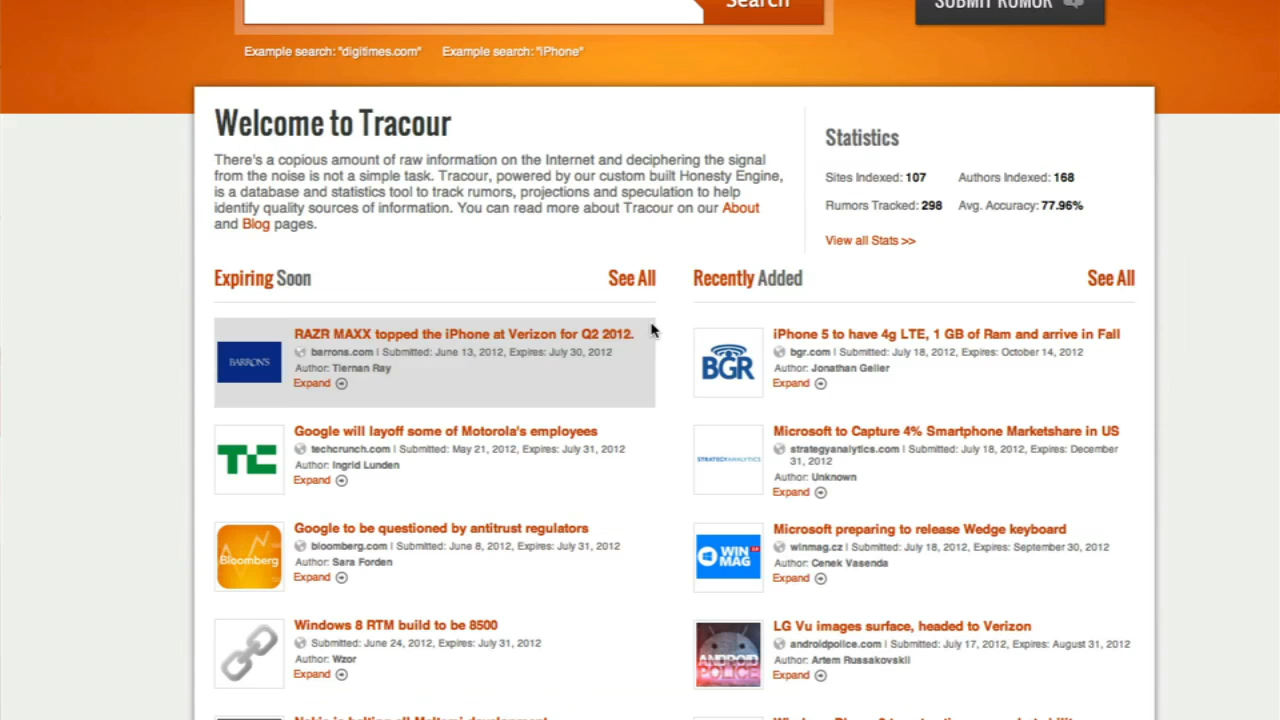 Search
SUBMIT RUMOR
Example search: "digitimes.com" Example search: "iPhone"
Welcome to Tracour
There's a copious amount of raw information on the Internet and deciphering the signal
from the noise is not a simple task. Tracour, powered by our custom built Honesty Engine,
is a database and statistics tool to track rumors, projections and speculation to help
identify quality sources of information. You can read more about Tracour on our About
and Blog pages.
Statistics
Sites Indexed: 107 Authors Indexed: 168
Rumors Tracked: 298 Avg. Accuracy: 77.96%
View all Stats >>
Expiring Soon See All
BARRON'S
RAZR MAXX topped the iPhone at Verizon for Q2 2012.
barrons.com | Submitted: June 13, 2012, Expires: July 30, 2012
Author: Tiernan Ray
Expand
TC
Google will layoff some of Motorola's employees
techcrunch.com | Submitted: May 21, 2012, Expires: July 31, 2012
Author: Ingrid Lunden
Expand
Bloomberg
Google to be questioned by antitrust regulators
bloomberg.com | Submitted: June 8, 2012, Expires: July 31, 2012
Author: Sara Forden
Expand
Windows 8 RTM build to be 8500
Submitted: June 24, 2012, Expires: July 31, 2012
Author: Wzor
Expand
Recently Added See All
BGR
iPhone 5 to have 4g LTE, 1 GB of Ram and arrive in Fall
bgr.com | Submitted: July 18, 2012, Expires: October 14, 2012
Author: Jonathan Geller
Expand
STRATEGYANALYTICS
Microsoft to Capture 4% Smartphone Marketshare in US
strategyanalytics.com | Submitted: July 18, 2012, Expires: December
31, 2012
Author: Unknown
Expand
WIN
MAG
Microsoft preparing to release Wedge keyboard
winmag.cz | Submitted: July 18, 2012, Expires: September 30, 2012
Author: Cenek Vasenda
Expand
ANDROID
POLICE
LG Vu images surface, headed to Verizon
androidpolice.com | Submitted: July 17, 2012, Expires: August 31, 2012
Author: Artem Russakovskii
Expand